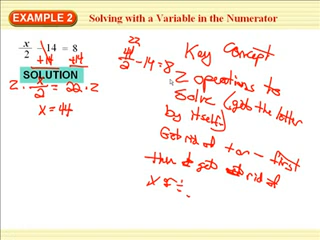 EXAMPLE 2 Solving with a Variable in the Numerator
x/2 - 14 = 8
+14 +14
SOLUTION
2 · x/2 = 22 · 2
x = 44
22
44/2 - 14 = 8
Key Concept
2 operations to
solve (get the letter
by itself)
Get rid of + or - first
then get rid of
x or ÷